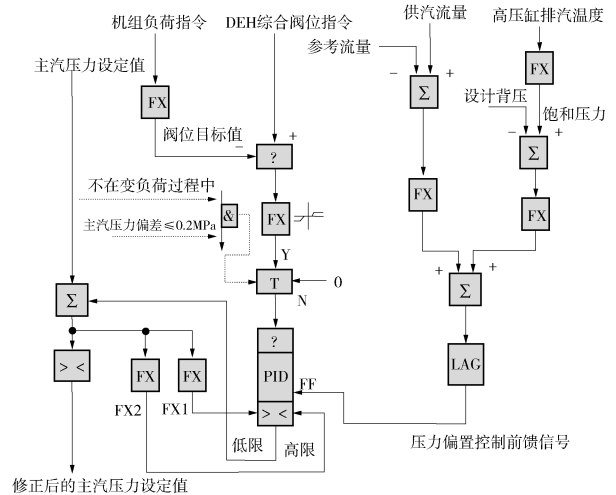 机组负荷指令
DEH综合阀位指令
供汽流量
高压缸排汽温度
参考流量
主汽压力设定值
FX
FX
-
+
Σ
设计背压
饱和压力
阀位目标值
-
+
?
-
+
Σ
不在变负荷过程中
&
主汽压力偏差≤0.2MPa
FX
FX
FX
Y
T
0
N
+
+
Σ
Σ
> <
FX
FX
?
PID
FF
> <
LAG
FX2
FX1
低限
高限
压力偏置控制前馈信号
修正后的主汽压力设定值